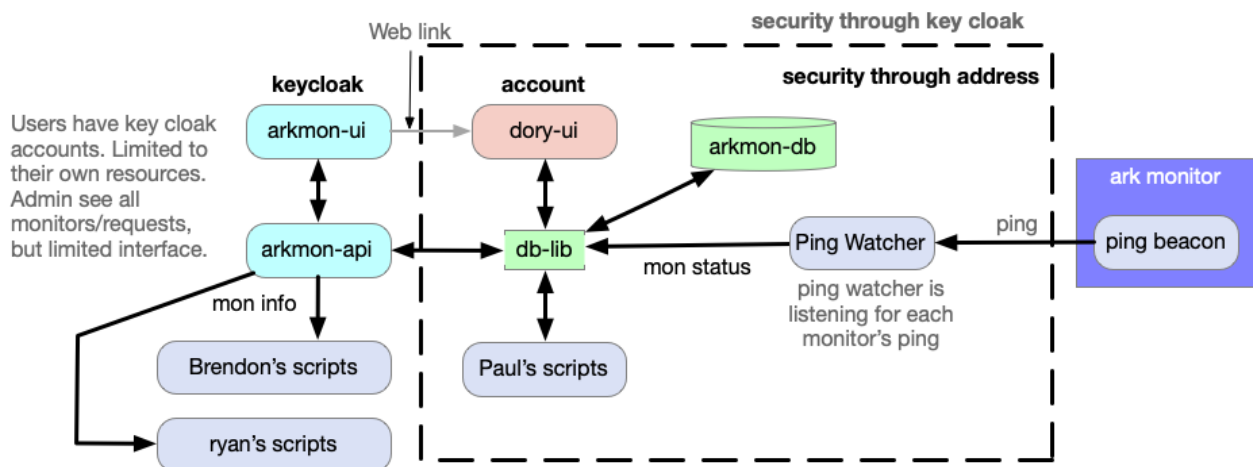 security through key cloak
Web link
security through address
keycloak
account
arkmon-ui
dory-ui
arkmon-db
Users have key cloak
accounts. Limited to
their own resources.
Admin see all
monitors/requests,
but limited interface.
ark monitor
arkmon-api
db-lib
Ping Watcher
ping
ping beacon
mon status
mon info
ping watcher is
listening for each
monitor's ping
Brendon's scripts
Paul's scripts
ryan's scripts